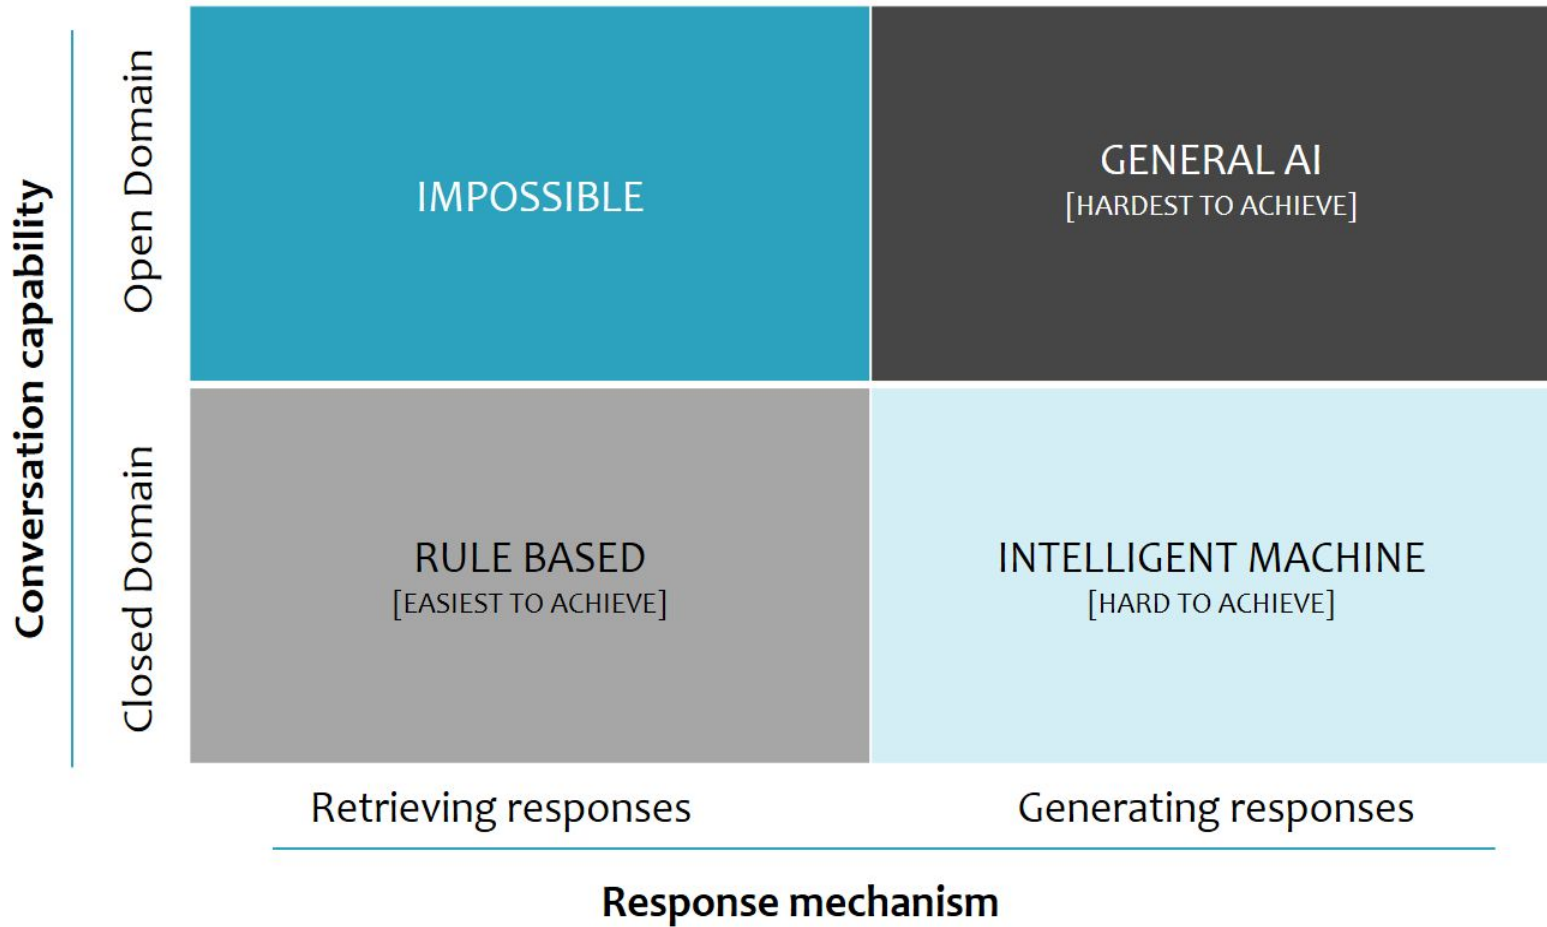 Conversation capability
Open Domain
Closed Domain
IMPOSSIBLE
GENERAL AI
[HARDEST TO ACHIEVE]
RULE BASED
[EASIEST TO ACHIEVE]
INTELLIGENT MACHINE
[HARD TO ACHIEVE]
Retrieving responses
Generating responses
Response mechanism